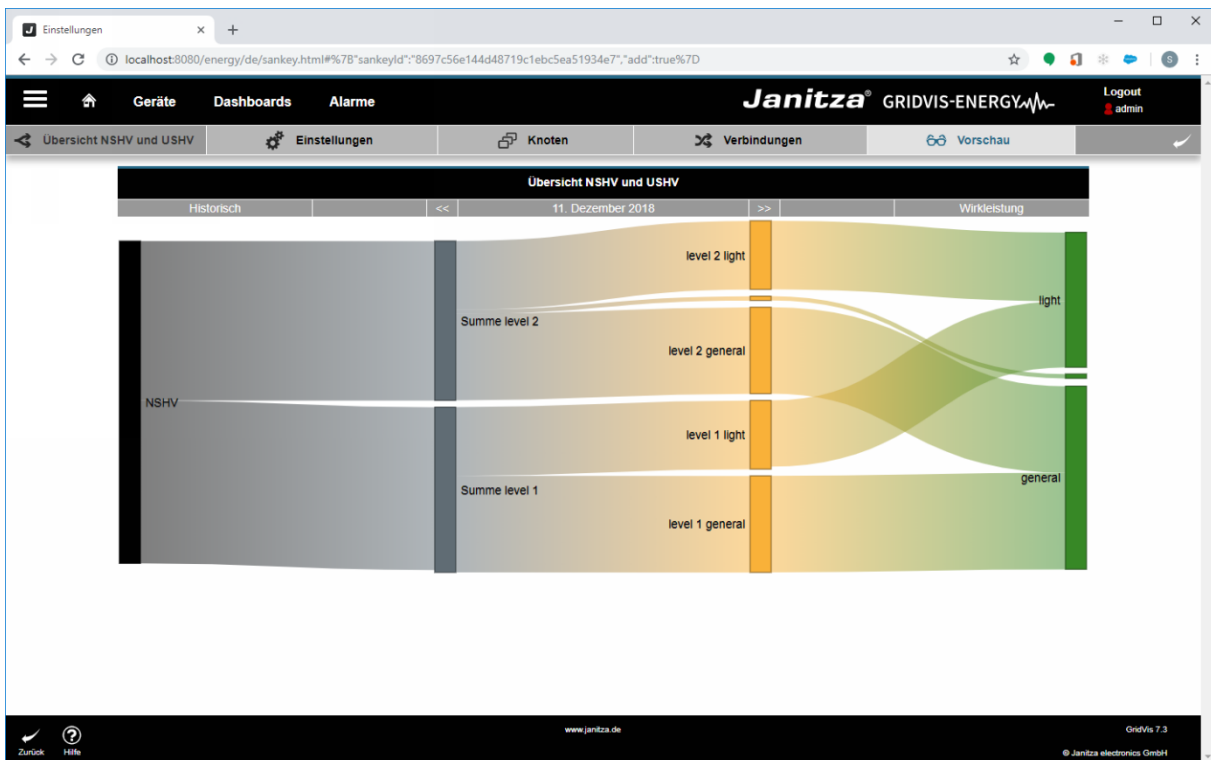 Einstellungen
localhost:8080/energy/de/sankey.html#%7B"sankeyId":"8697c56e144d48719c1ebc5ea51934e7","add":true%7D
S
Geräte Dashboards Alarme
Janitza® GRIDVIS-ENERGY
Logout
admin
Übersicht NSHV und USHV Einstellungen Knoten Verbindungen Vorschau
Übersicht NSHV und USHV
Historisch << 11. Dezember 2018 >> Wirkleistung
level 2 light
light
Summe level 2
level 2 general
NSHV
level 1 light
general
Summe level 1
level 1 general
www.janitza.de
GridVis 7.3
Zurück Hilfe
© Janitza electronics GmbH